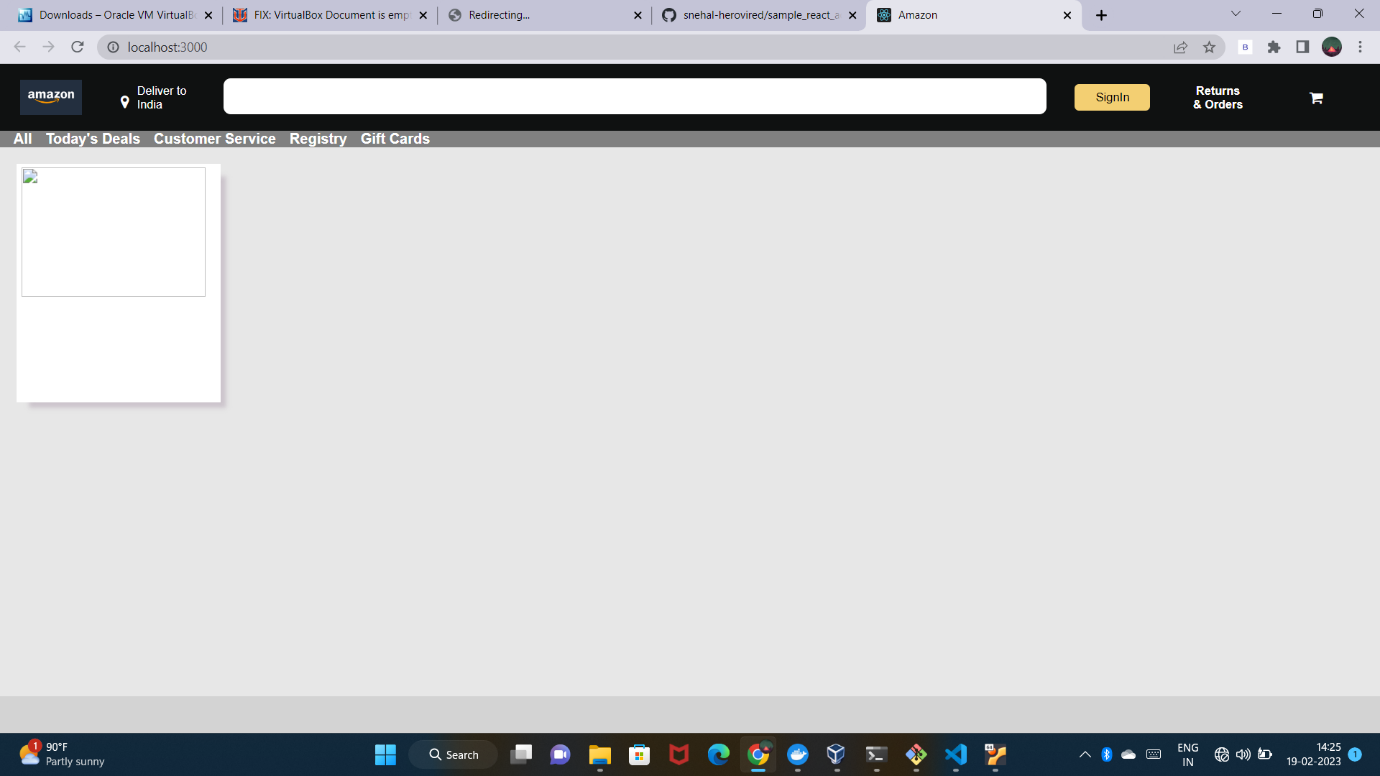 Downloads – Oracle VM VirtualB
FIX: VirtualBox Document is emp
Redirecting...
snehal-herovired/sample_react_a
Amazon
localhost:3000
B
amazon
Deliver to
India
SignIn
Returns
& Orders
All Today's Deals Customer Service Registry Gift Cards
1
90°F
Partly sunny
Search
ENG
IN
14:25
19-02-2023
1